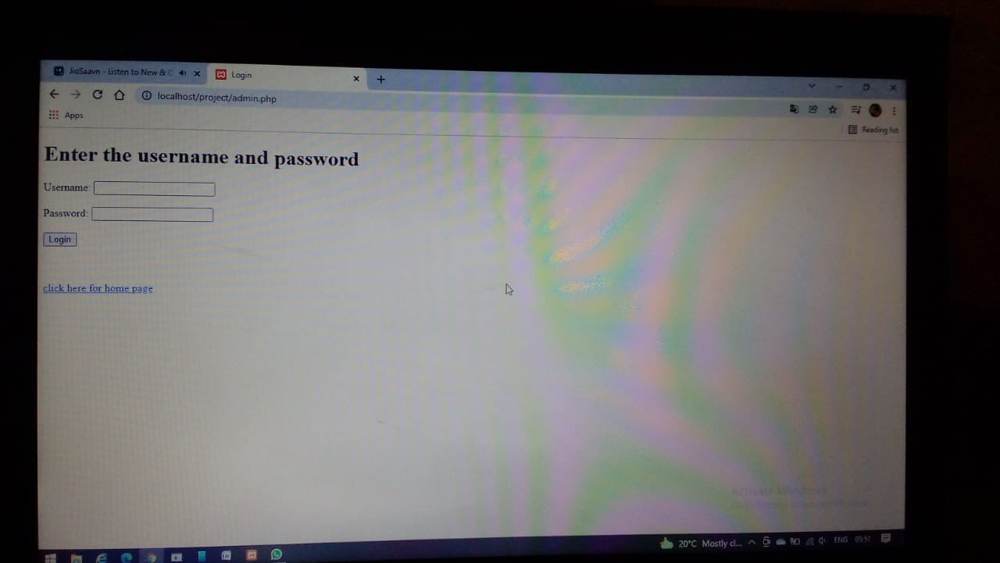 JioSaavn - Listen to New & O
Login
localhost/project/admin.php
Apps
Reading list
Enter the username and password
Username:
Password:
Login
click here for home page
Activate Windows
20°C Mostly cl... ENG 05:51